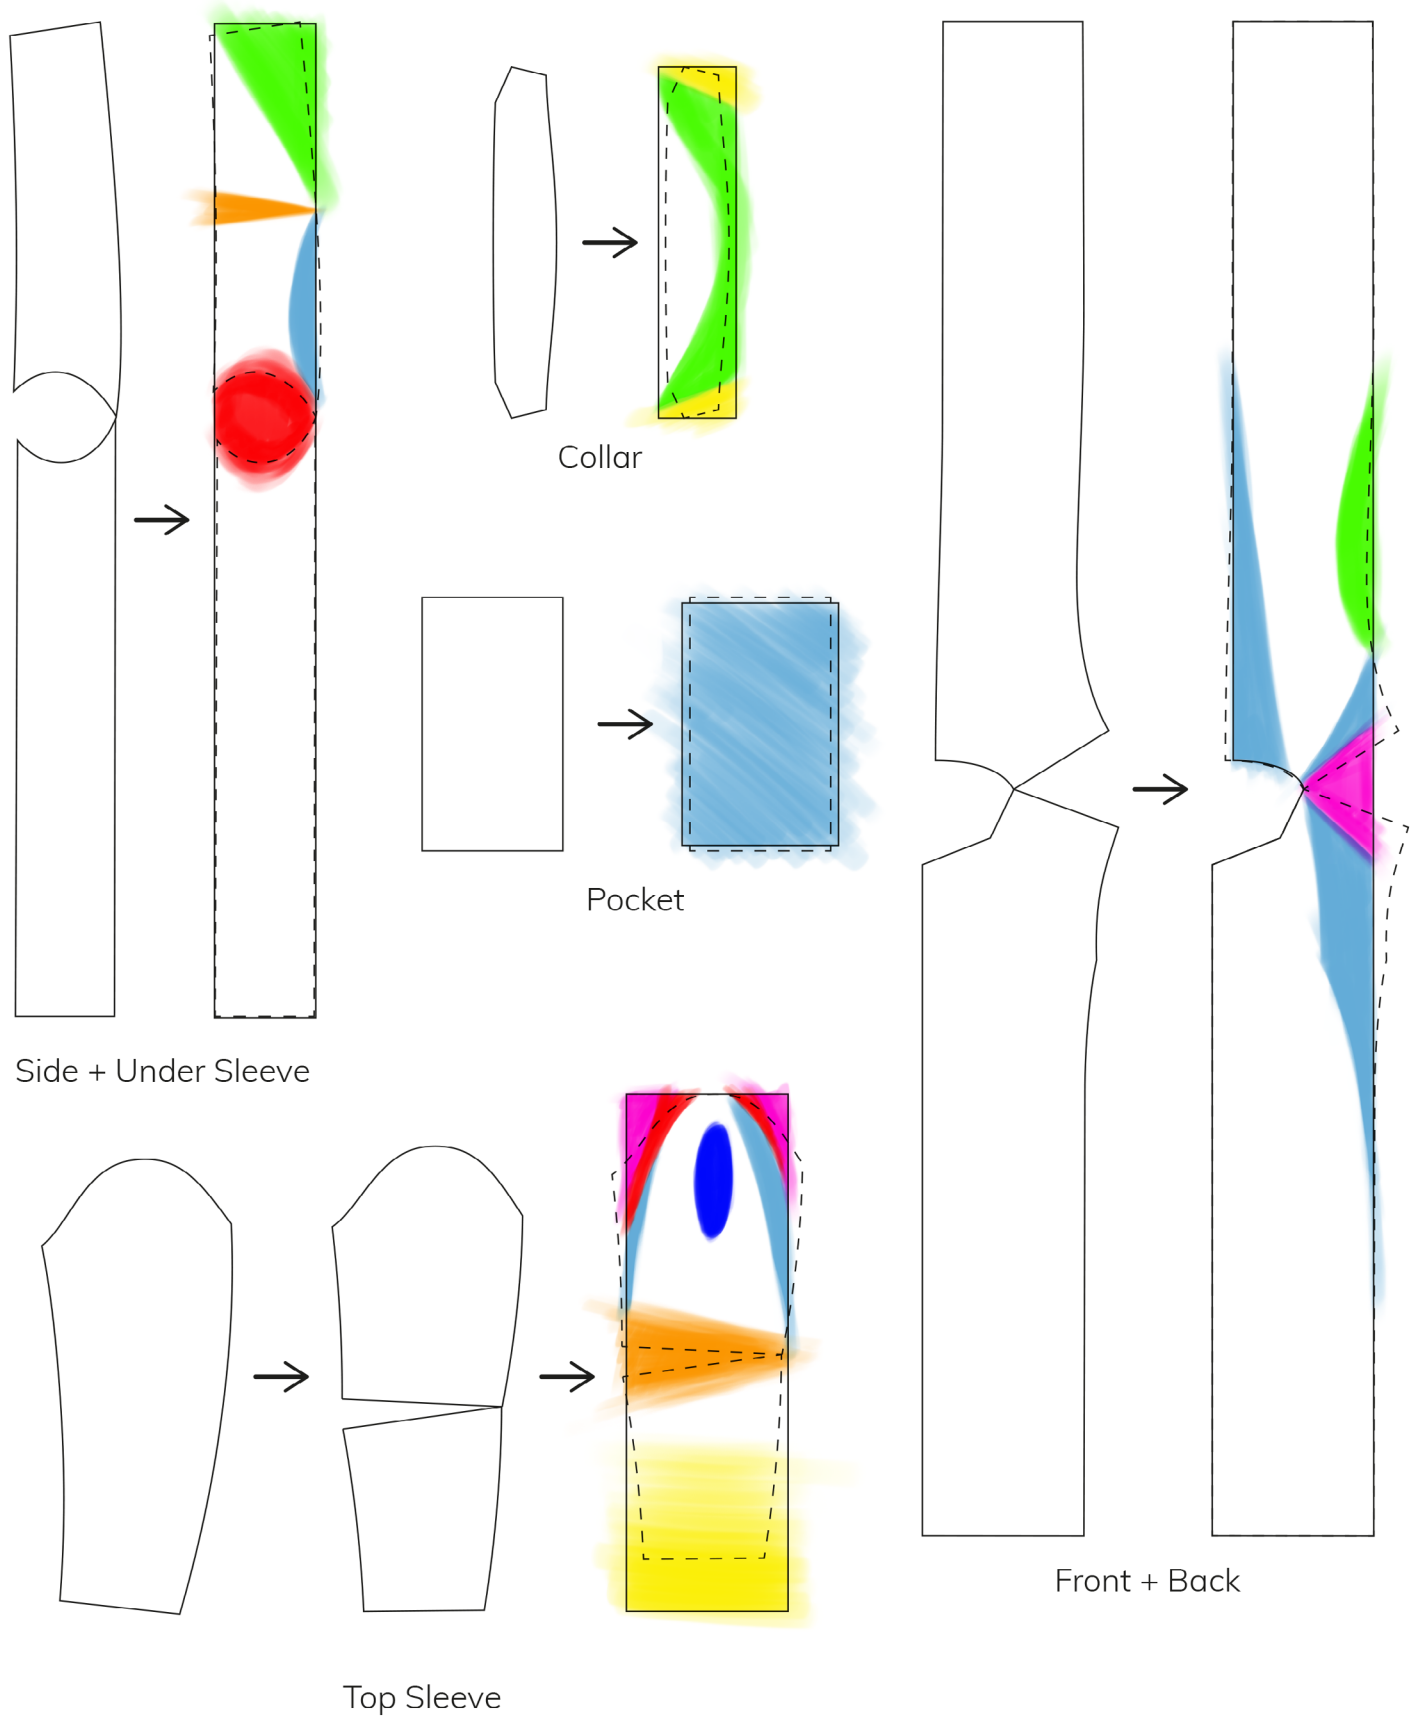 Collar
Pocket
Side + Under Sleeve
Front + Back
Top Sleeve